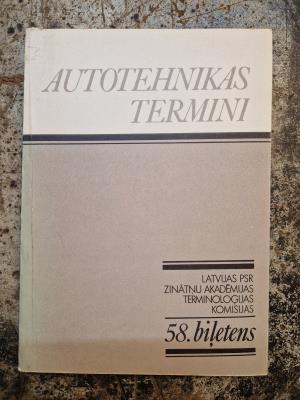 AUTOTEHNIKAS
TERMINI
LATVIJAS PSR
ZINĀTŅU AKADĒMIJAS
TERMINOLOĢIJAS
KOMISIJAS
58. biļetens